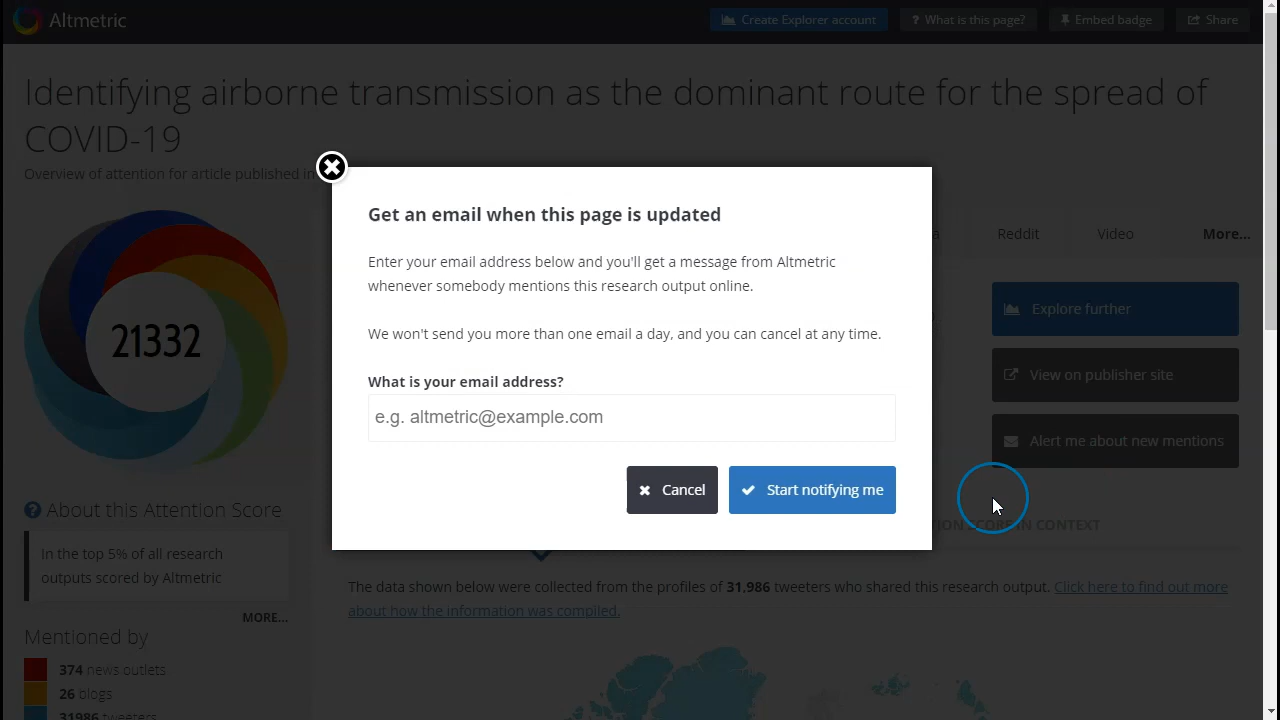 Altmetric
Create Explorer account
? What is this page?
Embed badge
Share
Identifying airborne transmission as the dominant route for the spread of
COVID-19
Overview of attention for article published in
a
Reddit
Video
More...
21332
Get an email when this page is updated
Enter your email address below and you'll get a message from Altmetric
whenever somebody mentions this research output online.
We won't send you more than one email a day, and you can cancel at any time.
What is your email address?
e.g. altmetric@example.com
Cancel
Start notifying me
Explore further
View on publisher site
Alert me about new mentions
? About this Attention Score
In the top 5% of all research
outputs scored by Altmetric
MORE...
Mentioned by
374 news outlets
26 blogs
31986 tweeters
SCORE IN CONTEXT
The data shown below were collected from the profiles of 31,986 tweeters who shared this research output. Click here to find out more
about how the information was compiled.